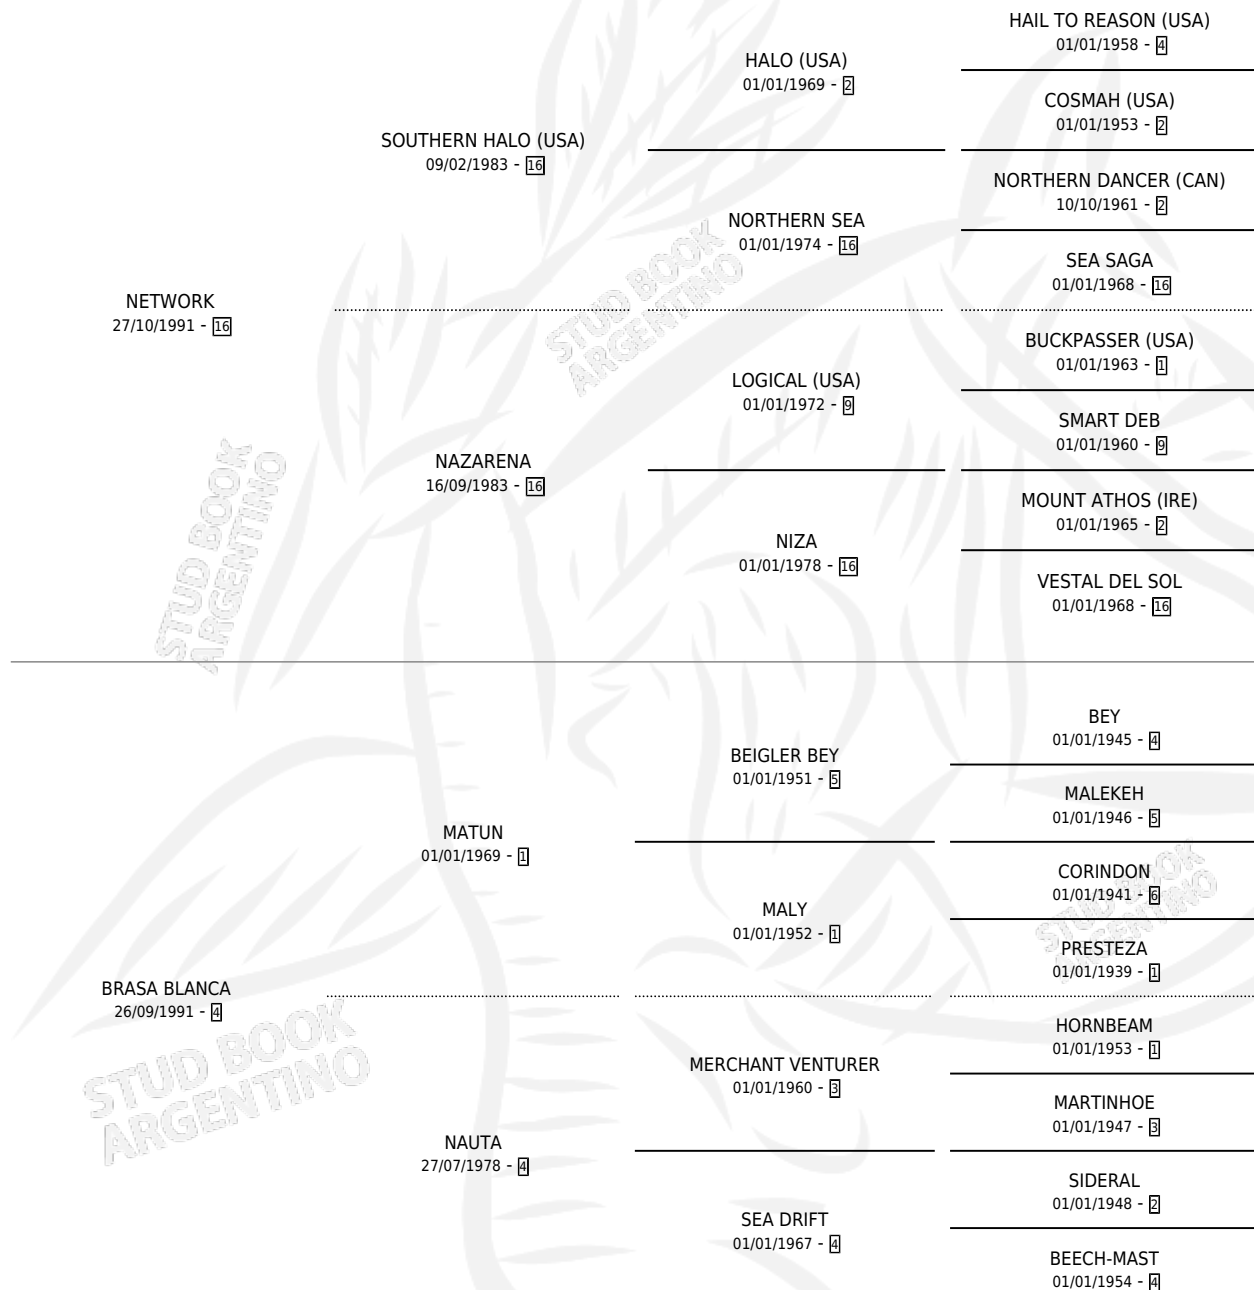 HAIL TO REASON (USA)
01/01/1958 - 4
HALO (USA)
01/01/1969 - 2
COSMAH (USA)
01/01/1953 - 2
SOUTHERN HALO (USA)
09/02/1983 - 16
NORTHERN DANCER (CAN)
10/10/1961 - 2
NORTHERN SEA
01/01/1974 - 16
SEA SAGA
01/01/1968 - 16
NETWORK
27/10/1991 - 16
BUCKPASSER (USA)
01/01/1963 - 1
LOGICAL (USA)
01/01/1972 - 9
SMART DEB
01/01/1960 - 9
NAZARENA
16/09/1983 - 16
MOUNT ATHOS (IRE)
01/01/1965 - 2
NIZA
01/01/1978 - 16
VESTAL DEL SOL
01/01/1968 - 16
BEY
01/01/1945 - 4
BEIGLER BEY
01/01/1951 - 5
MALEKEH
01/01/1946 - 5
MATUN
01/01/1969 - 1
CORINDON
01/01/1941 - 6
MALY
01/01/1952 - 1
PRESTEZA
01/01/1939 - 1
BRASA BLANCA
26/09/1991 - 4
HORNBEAM
01/01/1953 - 1
MERCHANT VENTURER
01/01/1960 - 3
MARTINHOE
01/01/1947 - 3
NAUTA
27/07/1978 - 4
SIDERAL
01/01/1948 - 2
SEA DRIFT
01/01/1967 - 4
BEECH-MAST
01/01/1954 - 4
STUD BOOK
ARGENTINO
STUD BOOK
ARGENTINO
STUD BOOK
ARGENTINO
STUD BOOK
ARGENTINO